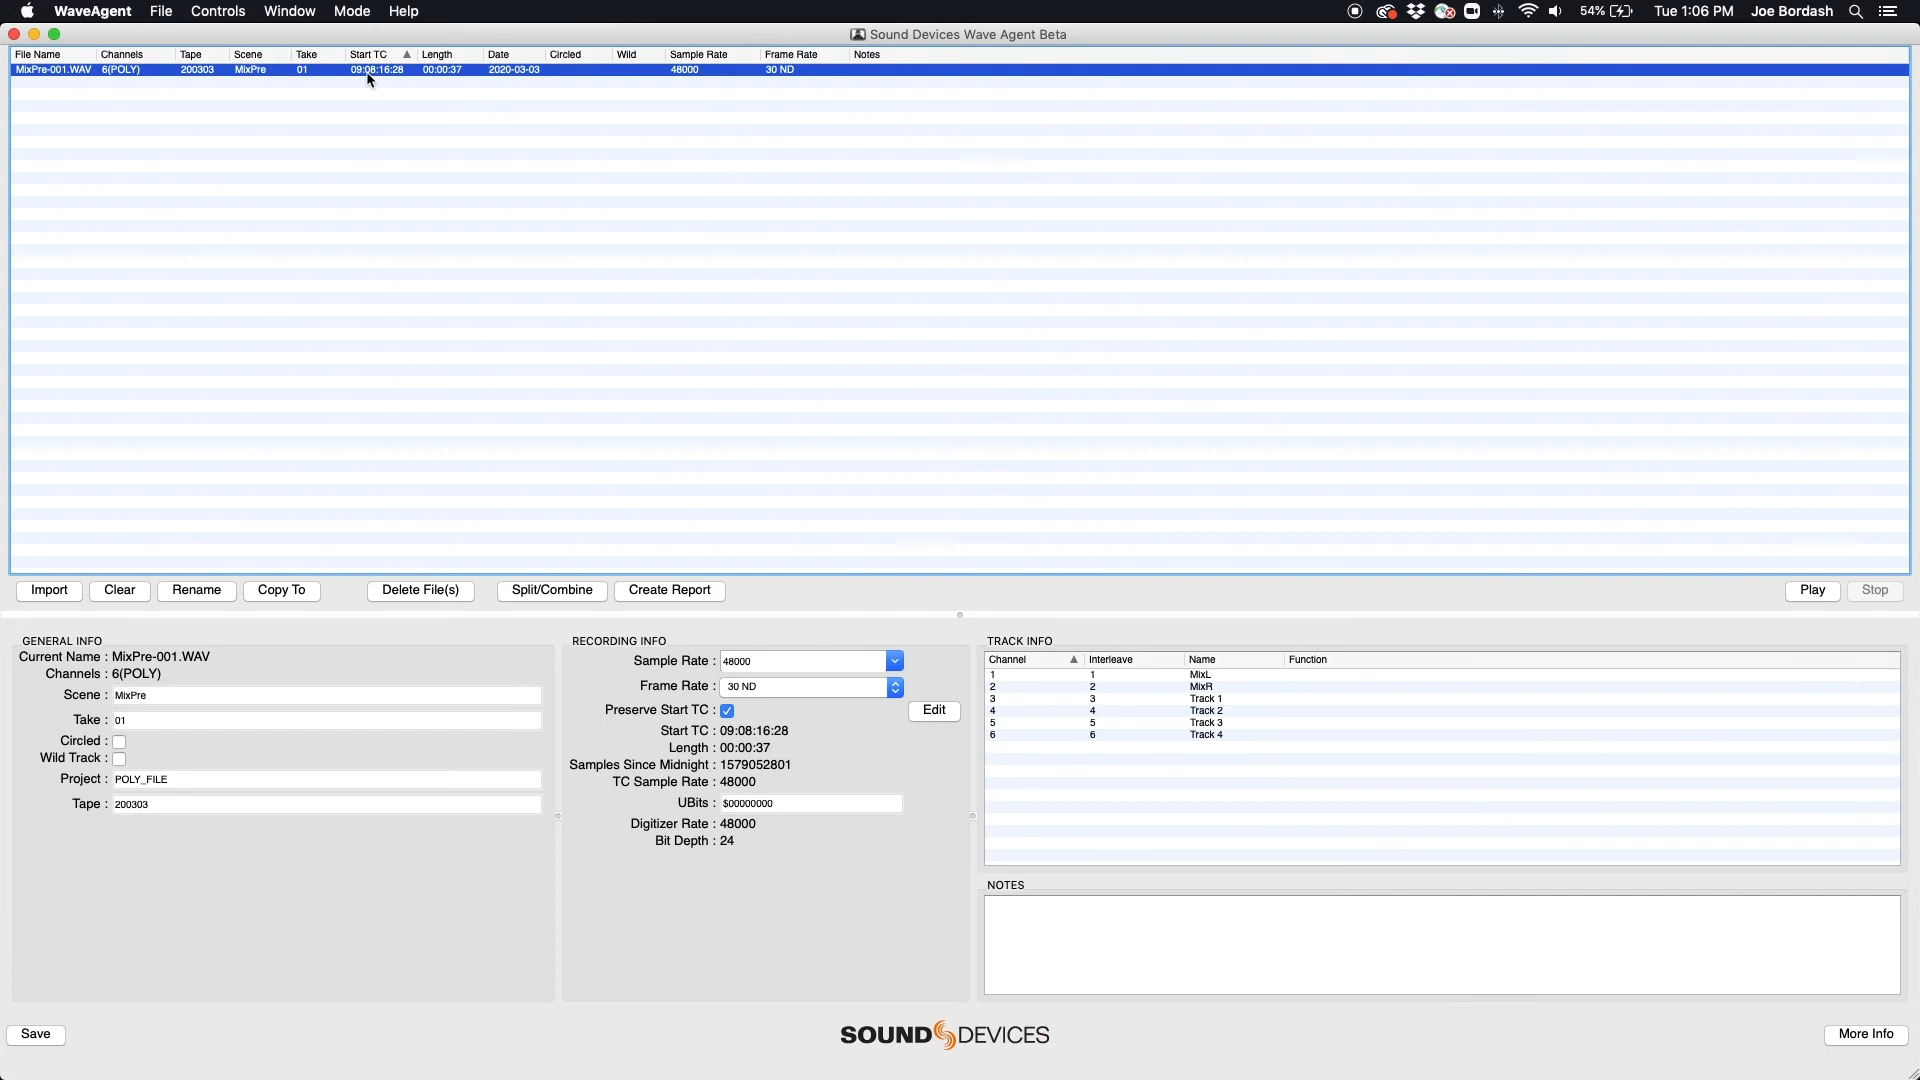 WaveAgent File Controls Window Mode Help 54% Tue 1:06 PM Joe Bordash
Sound Devices Wave Agent Beta
File Name Channels Tape Scene Take Start TC Length Date Circled Wild Sample Rate Frame Rate Notes
MixPre-001.WAV 6(POLY) 200303 MixPre 01 09:08:16:28 00:00:37 2020-03-03 48000 30 ND
Import Clear Rename Copy To Delete File(s) Split/Combine Create Report Play Stop
GENERAL INFO
Current Name : MixPre-001.WAV
Channels : 6(POLY)
Scene : MixPre
Take : 01
Circled :
Wild Track :
Project : POLY_FILE
Tape : 200303
RECORDING INFO
Sample Rate : 48000
Frame Rate : 30 ND
Preserve Start TC : Edit
Start TC : 09:08:16:28
Length : 00:00:37
Samples Since Midnight : 1579052801
TC Sample Rate : 48000
UBits : $00000000
Digitizer Rate : 48000
Bit Depth : 24
TRACK INFO
Channel Interleave Name Function
1 1 MixL
2 2 MixR
3 3 Track 1
4 4 Track 2
5 5 Track 3
6 6 Track 4
NOTES
Save SOUND DEVICES More Info